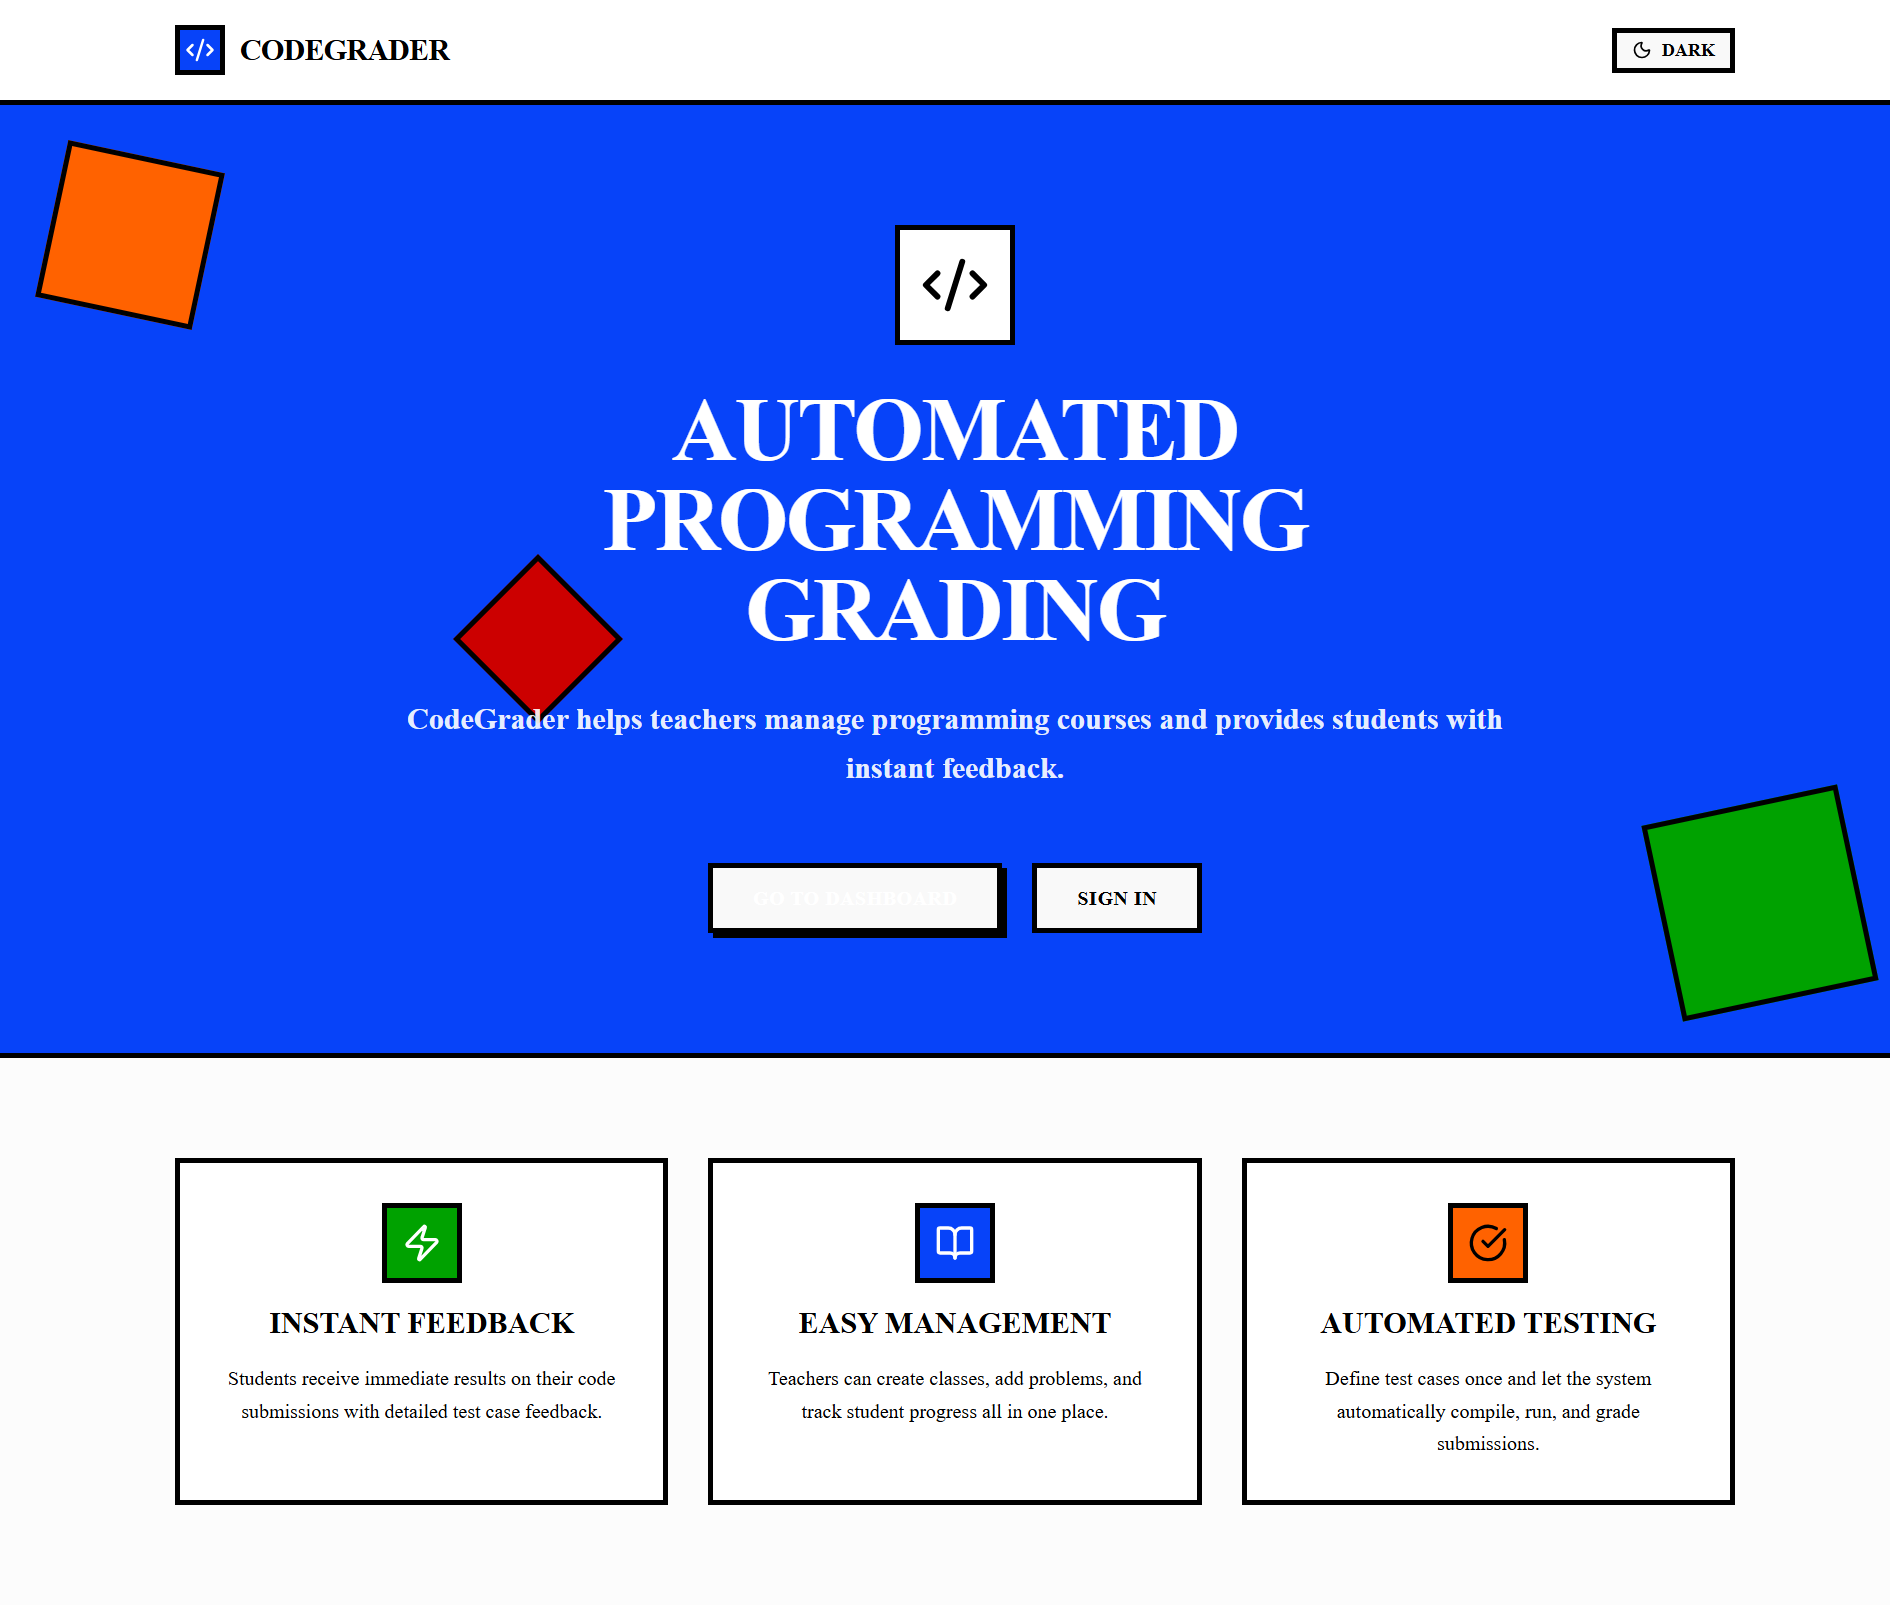 CODEGRADER
DARK
AUTOMATED
PROGRAMMING
GRADING
CodeGrader helps teachers manage programming courses and provides students with
instant feedback.
GO TO DASHBOARD
SIGN IN
INSTANT FEEDBACK
Students receive immediate results on their code
submissions with detailed test case feedback.
EASY MANAGEMENT
Teachers can create classes, add problems, and
track student progress all in one place.
AUTOMATED TESTING
Define test cases once and let the system
automatically compile, run, and grade
submissions.